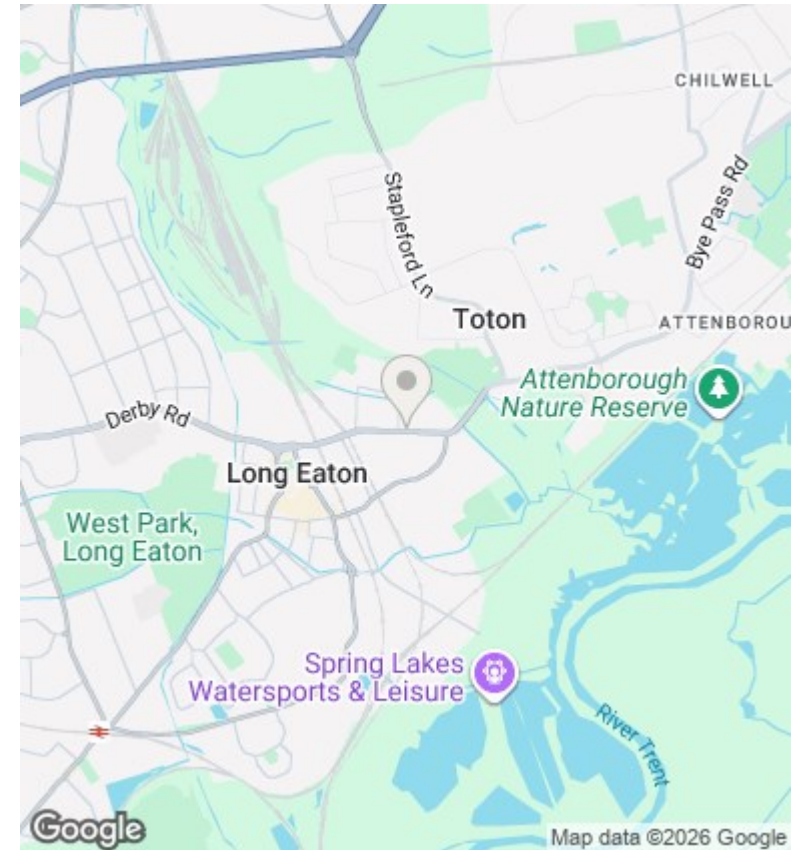 CHILWELL
Stapleford Ln
Bye Pass Rd
Toton
ATTENBOROU
Attenborough
Nature Reserve
Derby Rd
Long Eaton
West Park,
Long Eaton
Spring Lakes
Watersports & Leisure
River Trent
Google
Map data ©2026 Google